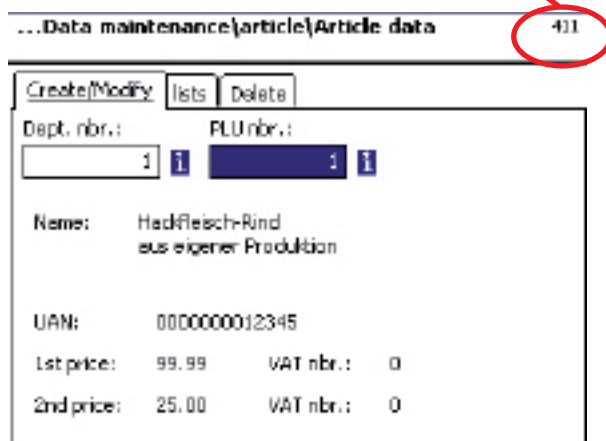 ...Data maintenance\article\Article data 411
Create/Modify lists Delete
Dept. nbr.: PLU nbr.:
1 i 1 i
Name: Hackfleisch-Rind
aus eigener Produktion
UAN: 0000000012345
1st price: 99.99 VAT nbr.: 0
2nd price: 25.00 VAT nbr.: 0